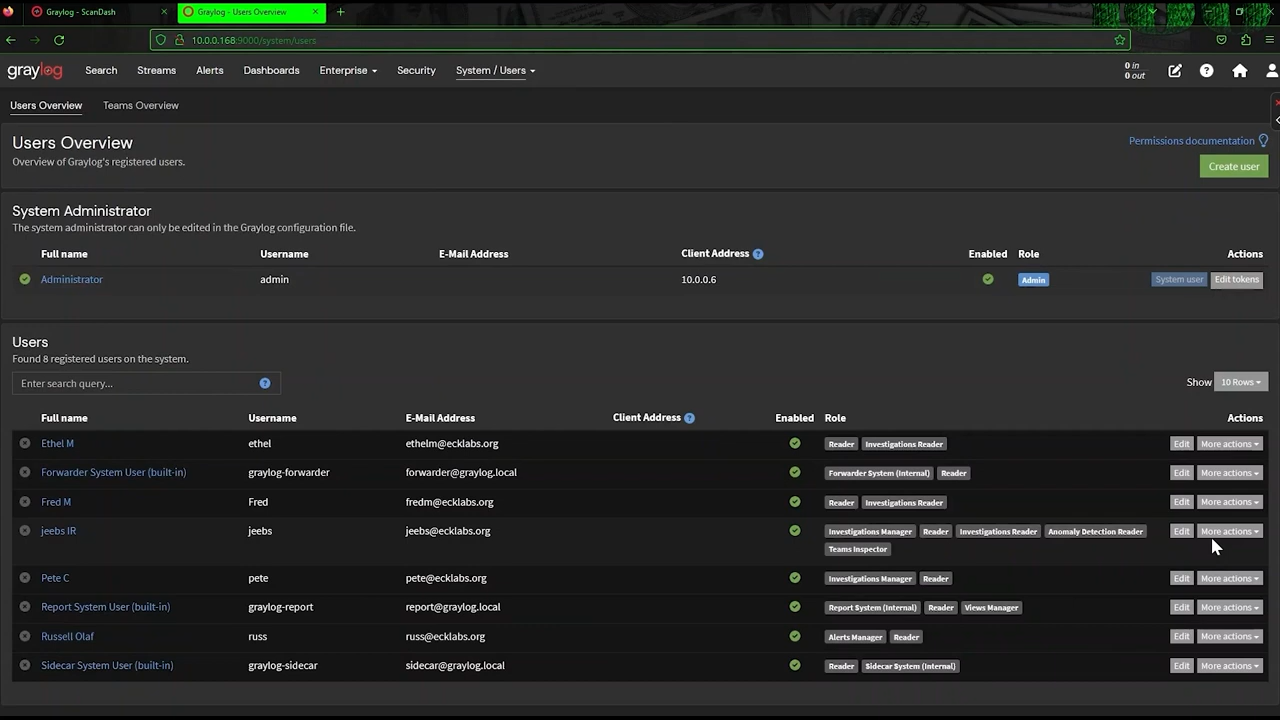 Graylog - ScanDash
Graylog - Users Overview
10.0.0.168:9000/system/users
graylog Search Streams Alerts Dashboards Enterprise Security System / Users 0 in
0 out
Users Overview Teams Overview
Users Overview
Overview of Graylog's registered users.
Permissions documentation
Create user
System Administrator
The system administrator can only be edited in the Graylog configuration file.
Full name Username E-Mail Address Client Address Enabled Role Actions
Administrator admin 10.0.0.6 Admin System user Edit tokens
Users
Found 8 registered users on the system.
Enter search query... Show 10 Rows
Full name Username E-Mail Address Client Address Enabled Role Actions
Ethel M ethel ethelm@ecklabs.org Reader Investigations Reader Edit More actions
Forwarder System User (built-in) graylog-forwarder forwarder@graylog.local Forwarder System (Internal) Reader Edit More actions
Fred M Fred fredm@ecklabs.org Reader Investigations Reader Edit More actions
jeebs IR jeebs jeebs@ecklabs.org Investigations Manager Reader Investigations Reader Anomaly Detection Reader Edit More actions
Teams Inspector
Pete C pete pete@ecklabs.org Investigations Manager Reader Edit More actions
Report System User (built-in) graylog-report report@graylog.local Report System (Internal) Reader Views Manager Edit More actions
Russell Olaf russ russ@ecklabs.org Alerts Manager Reader Edit More actions
Sidecar System User (built-in) graylog-sidecar sidecar@graylog.local Reader Sidecar System (Internal) Edit More actions